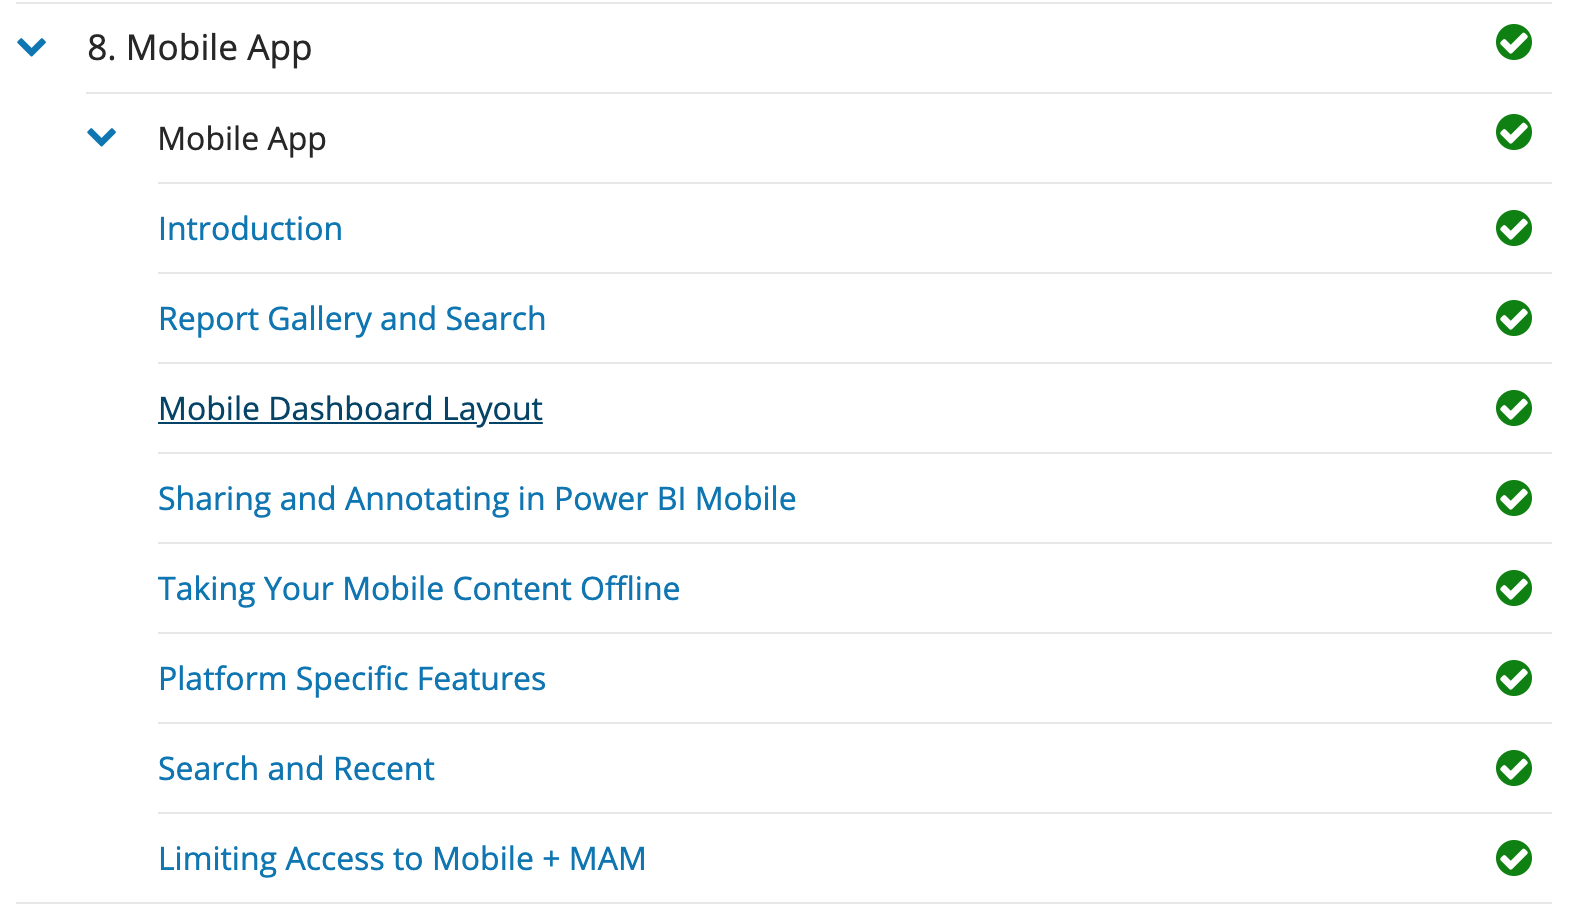 8. Mobile App
Mobile App
Introduction
Report Gallery and Search
Mobile Dashboard Layout
Sharing and Annotating in Power BI Mobile
Taking Your Mobile Content Offline
Platform Specific Features
Search and Recent
Limiting Access to Mobile + MAM